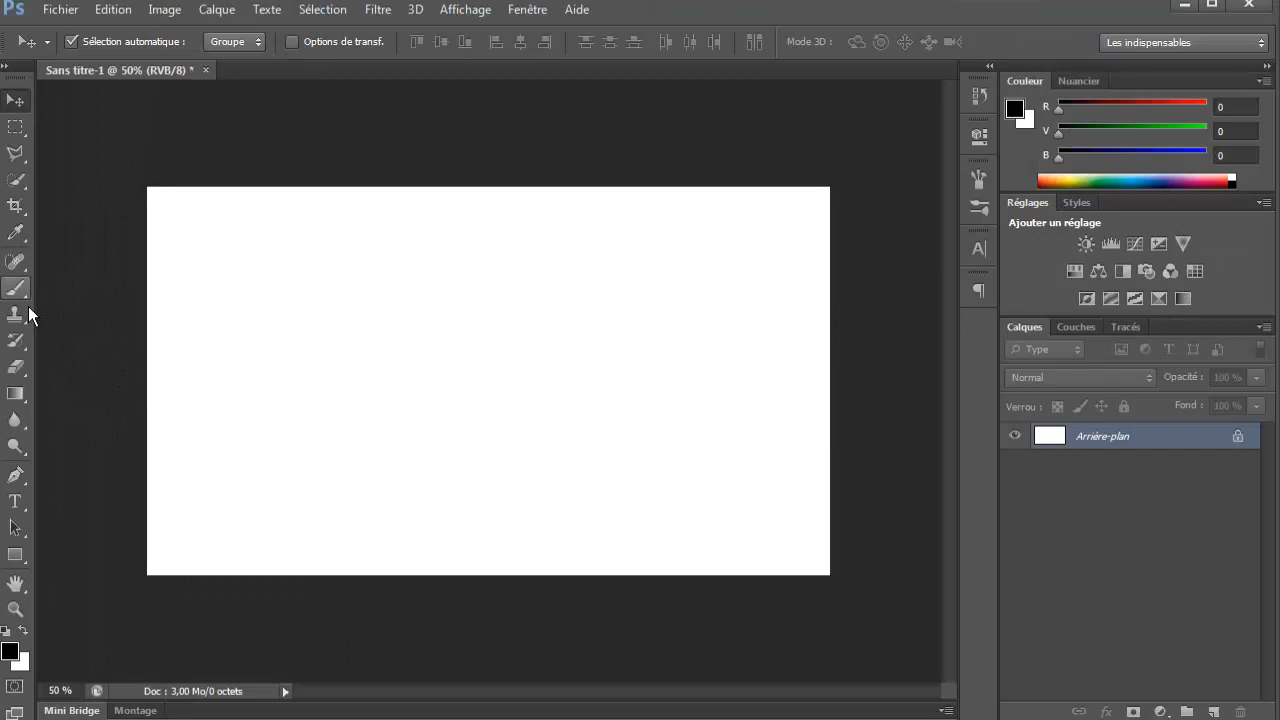 Ps Fichier Edition Image Calque Texte Sélection Filtre 3D Affichage Fenêtre Aide
Sélection automatique : Groupe Options de transf. Mode 3D : Les indispensables
Sans titre-1 @ 50% (RVB/8) * ×
Couleur Nuancier
R 0
V 0
B 0
Réglages Styles
Ajouter un réglage
Calques Couches Tracés
Type
Normal Opacité : 100 %
Verrou : Fond : 100 %
Arrière-plan
50 % Doc : 3,00 Mo/0 octets
Mini Bridge Montage